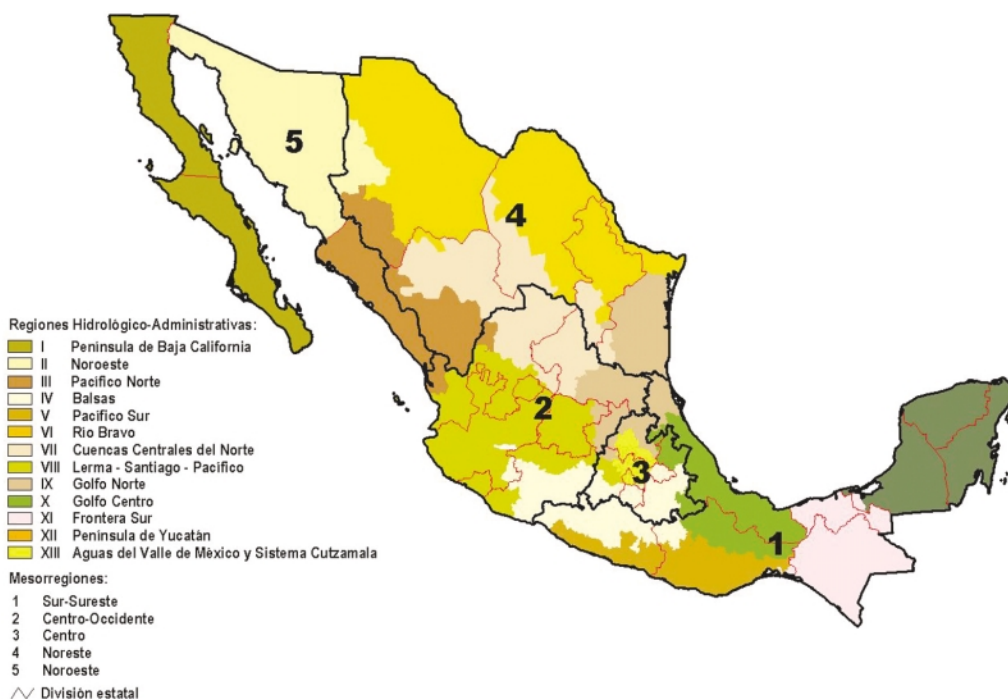 5
4
2
3
1
Regiones Hidrológico-Administrativas:
I Peninsula de Baja California
II Noroeste
III Pacifico Norte
IV Balsas
V Pacifico Sur
VI Rio Bravo
VII Cuencas Centrales del Norte
VIII Lerma - Santiago - Pacifico
IX Golfo Norte
X Golfo Centro
XI Frontera Sur
XII Peninsula de Yucatàn
XIII Aguas del Valle de Mèxico y Sistema Cutzamala
Mesorregiones:
1 Sur-Sureste
2 Centro-Occidente
3 Centro
4 Noreste
5 Noroeste
División estatal